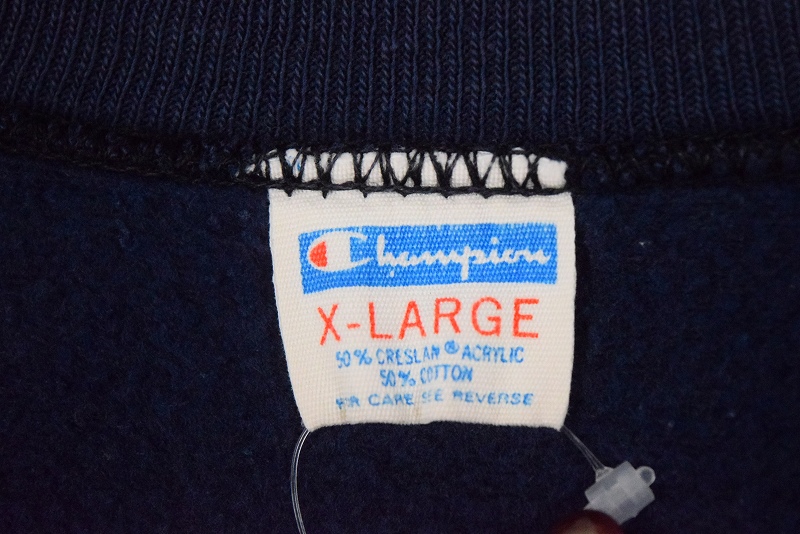 Champion
X-LARGE
50% CRESLAN® ACRYLIC
50% COTTON
FOR CARE SEE REVERSE